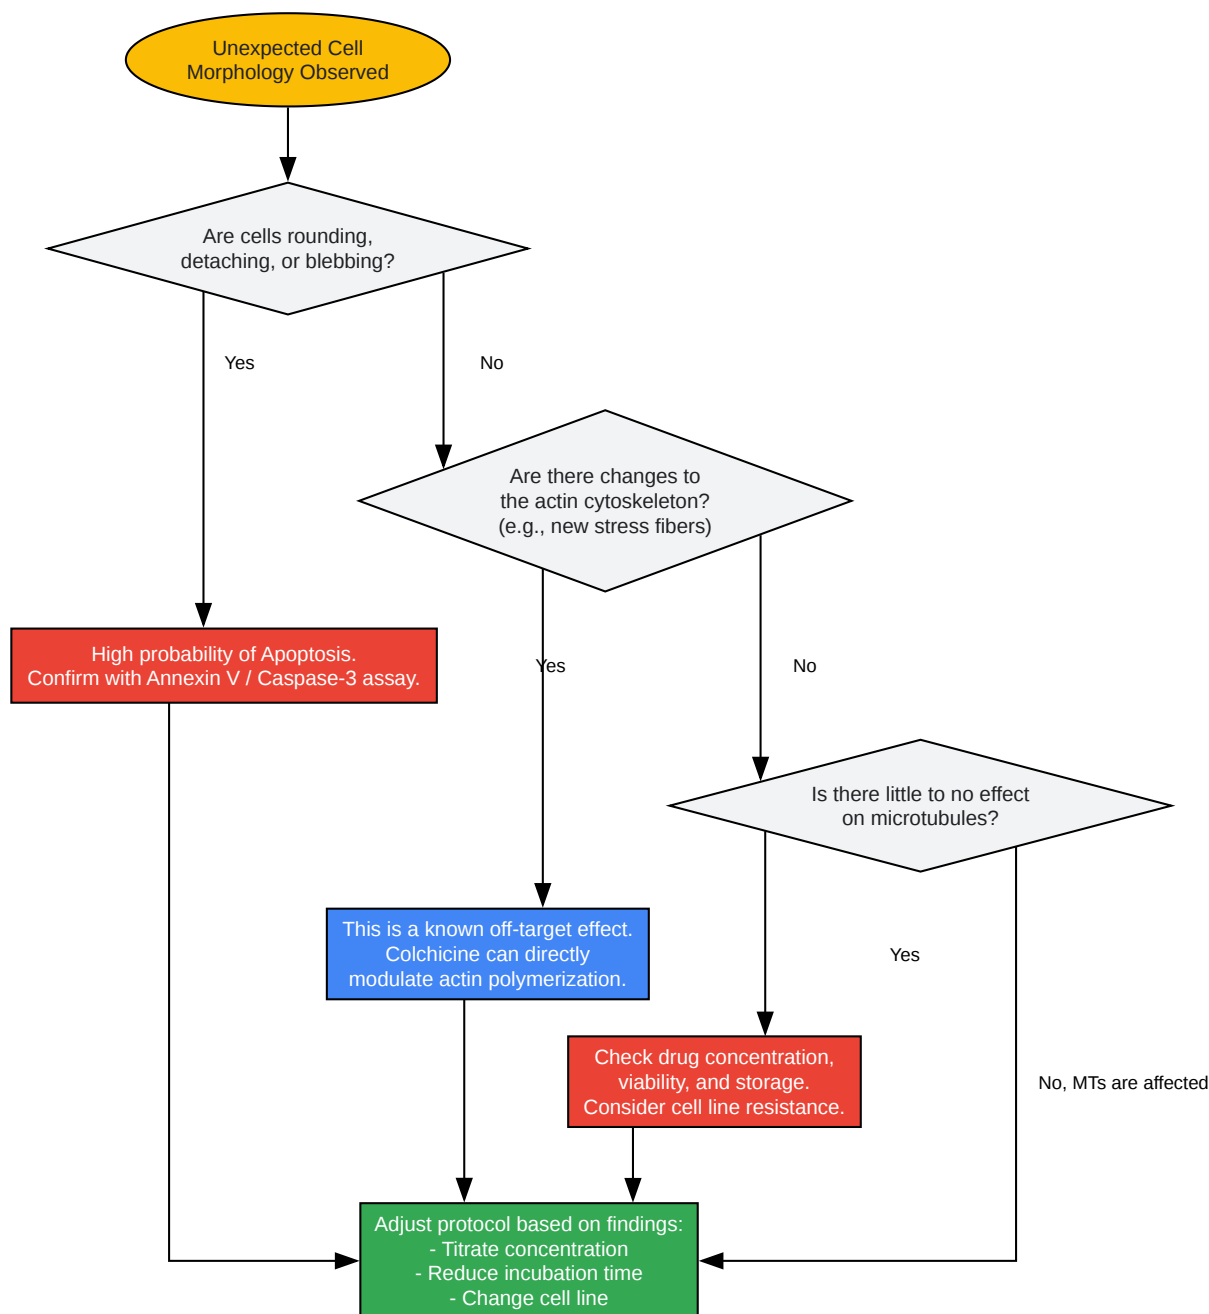 Unexpected Cell
Morphology Observed
Are cells rounding,
detaching, or blebbing?
Yes
No
Are there changes to
the actin cytoskeleton?
(e.g., new stress fibers)
High probability of Apoptosis.
Confirm with Annexin V / Caspase-3 assay.
Yes
No
Is there little to no effect
on microtubules?
This is a known off-target effect.
Colchicine can directly
modulate actin polymerization.
Yes
Check drug concentration,
viability, and storage.
Consider cell line resistance.
No, MTs are affected
Adjust protocol based on findings:
- Titrate concentration
- Reduce incubation time
- Change cell line